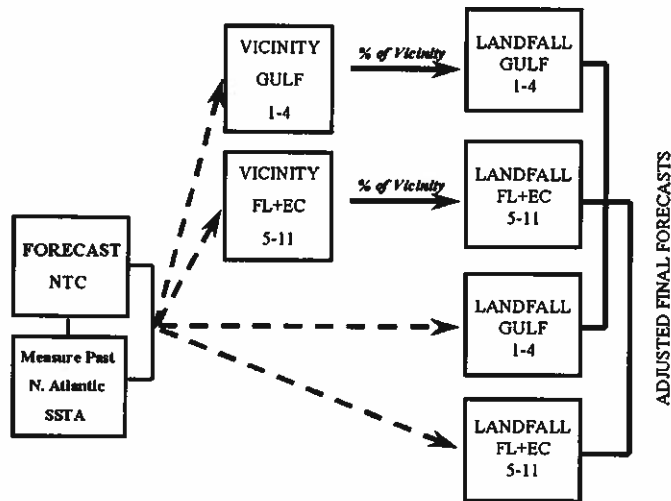 VICINITY
GULF
1-4
% of Vicinity
LANDFALL
GULF
1-4
VICINITY
FL+EC
5-11
% of Vicinity
LANDFALL
FL+EC
5-11
FORECAST
NTC
Measure Past
N. Atlantic
SSTA
LANDFALL
GULF
1-4
LANDFALL
FL+EC
5-11
ADJUSTED FINAL FORECASTS